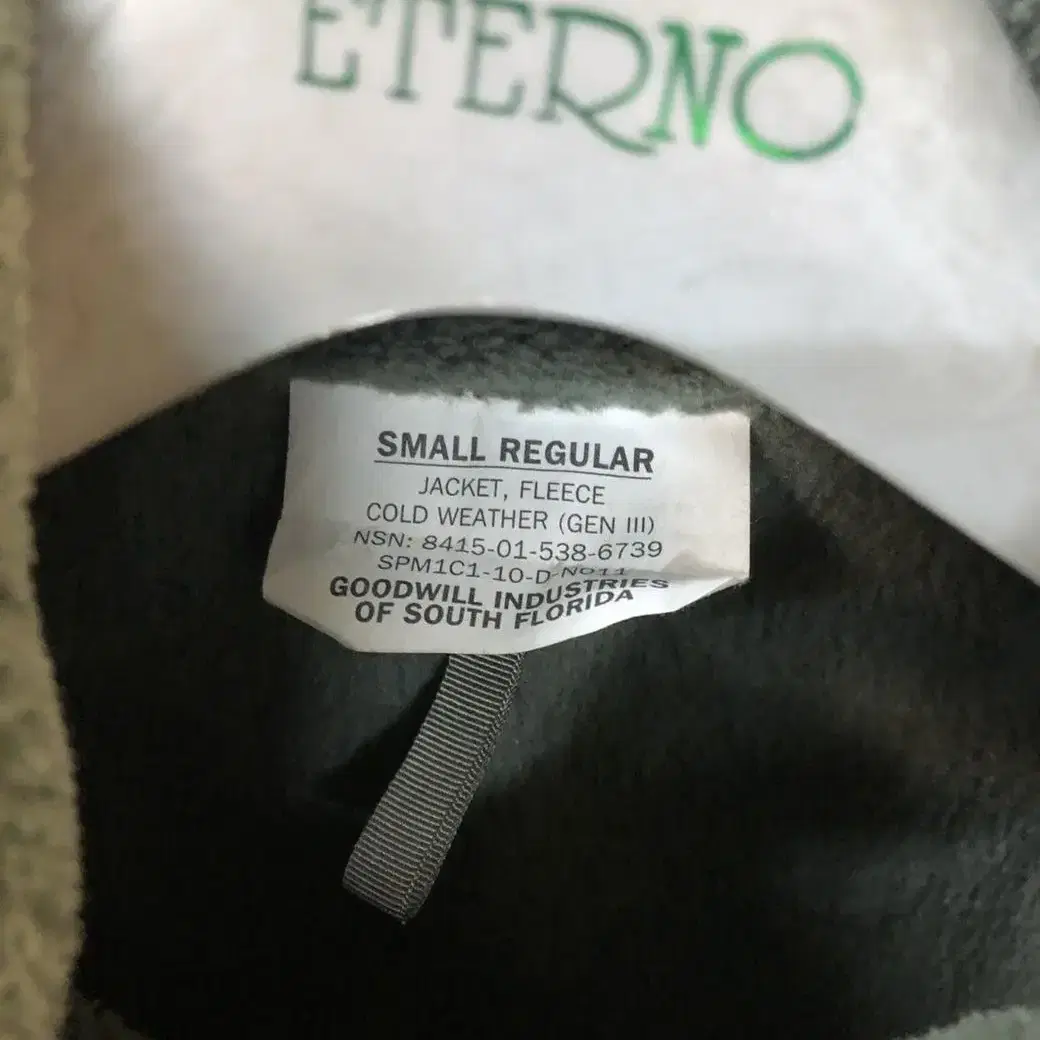 ETERNO
SMALL REGULAR
JACKET, FLEECE
COLD WEATHER (GEN III)
NSN: 8415-01-538-6739
SPM1C1-10-D-N011
GOODWILL INDUSTRIES
OF SOUTH FLORIDA